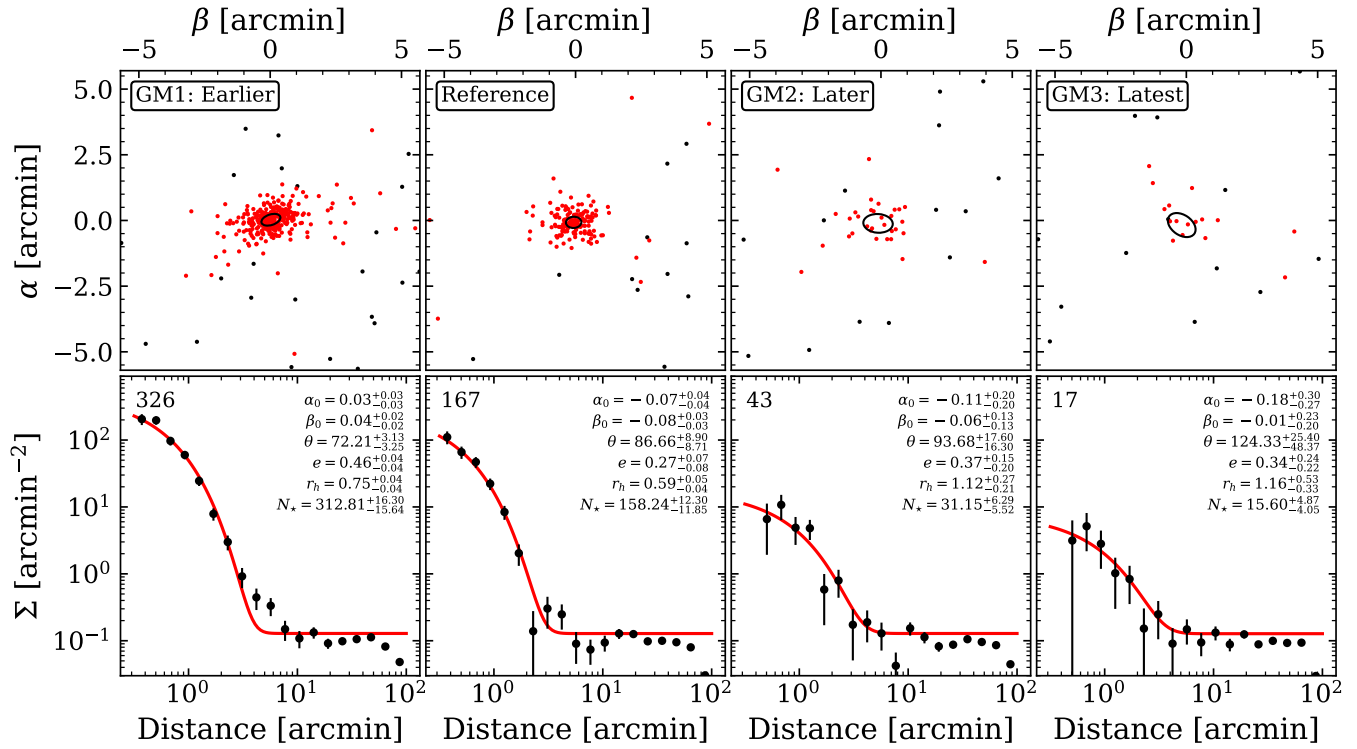 β [arcmin] β [arcmin] β [arcmin] β [arcmin]
−5 0 5 −5 0 5 −5 0 5 −5 0 5
GM1: Earlier Reference GM2: Later GM3: Latest
α [arcmin]
5.0
2.5
0.0
−2.5
−5.0
326
α₀ = 0.03 +0.03 −0.03
β₀ = 0.04 +0.02 −0.02
θ = 72.21 +3.13 −3.25
e = 0.46 +0.04 −0.04
r_h = 0.75 +0.04 −0.04
N⋆ = 312.81 +16.30 −15.64
167
α₀ = −0.07 +0.04 −0.04
β₀ = −0.08 +0.03 −0.03
θ = 86.66 +8.90 −8.71
e = 0.27 +0.07 −0.08
r_h = 0.59 +0.05 −0.04
N⋆ = 158.24 +12.30 −11.85
43
α₀ = −0.11 +0.20 −0.20
β₀ = −0.06 +0.13 −0.13
θ = 93.68 +17.60 −16.30
e = 0.37 +0.15 −0.20
r_h = 1.12 +0.27 −0.21
N⋆ = 31.15 +6.29 −5.52
17
α₀ = −0.18 +0.30 −0.27
β₀ = −0.01 +0.23 −0.20
θ = 124.33 +25.40 −48.37
e = 0.34 +0.24 −0.22
r_h = 1.16 +0.53 −0.33
N⋆ = 15.60 +4.87 −4.05
Σ [arcmin⁻²]
10²
10¹
10⁰
10⁻¹
10⁰ 10¹ 10² 10⁰ 10¹ 10² 10⁰ 10¹ 10² 10⁰ 10¹ 10²
Distance [arcmin] Distance [arcmin] Distance [arcmin] Distance [arcmin]